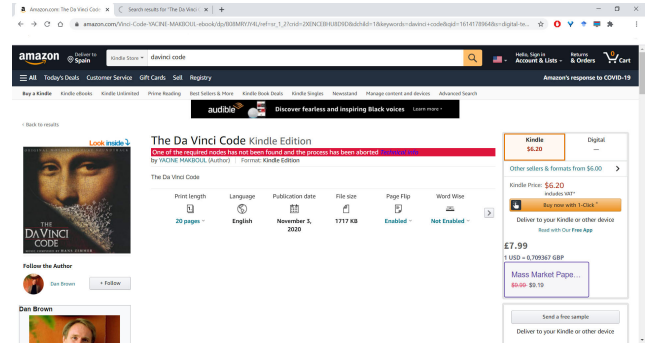 Amazon.com: The Da Vinci Code
Search results for 'The Da Vinci
amazon.com/Vinci-Code-YACINE-MAKBOUL-ebook/dp/B08MRJY4L/ref=sr_1_2?crid=2XENCEBHU8D9D&dchild=1&keywords=davinci+code&qid=1614178964&s=digital-te...
amazon
Deliver to
Spain
Kindle Store
davinci code
Hello, Sign in
Account & Lists
Returns
& Orders
0
Cart
All Today's Deals Customer Service Gift Cards Sell Registry
Amazon's response to COVID-19
Buy a Kindle Kindle eBooks Kindle Unlimited Prime Reading Best Sellers & More Kindle Book Deals Kindle Singles Newsstand Manage content and devices Advanced Search
audible Discover fearless and inspiring Black voices Learn more
‹ Back to results
Look inside
THE
DA VINCI
CODE
Follow the Author
Dan Brown
+ Follow
Dan Brown
The Da Vinci Code Kindle Edition
One of the required nodes has not been found and the process has been aborted Technical info
by YACINE MAKBOUL (Author) | Format: Kindle Edition
The Da Vinci Code
Print length
20 pages
Language
English
Publication date
November 3,
2020
File size
1717 KB
Page Flip
Enabled
Word Wise
Not Enabled
Kindle
$6.20
Digital
—
Other sellers & formats from $6.00
Kindle Price: $6.20
includes VAT*
Buy now with 1-Click
Deliver to your Kindle or other device
Read with Our Free App
£7.99
1 USD = 0,709367 GBP
Mass Market Pape...
$9.99 $9.19
Send a free sample
Deliver to your Kindle or other device